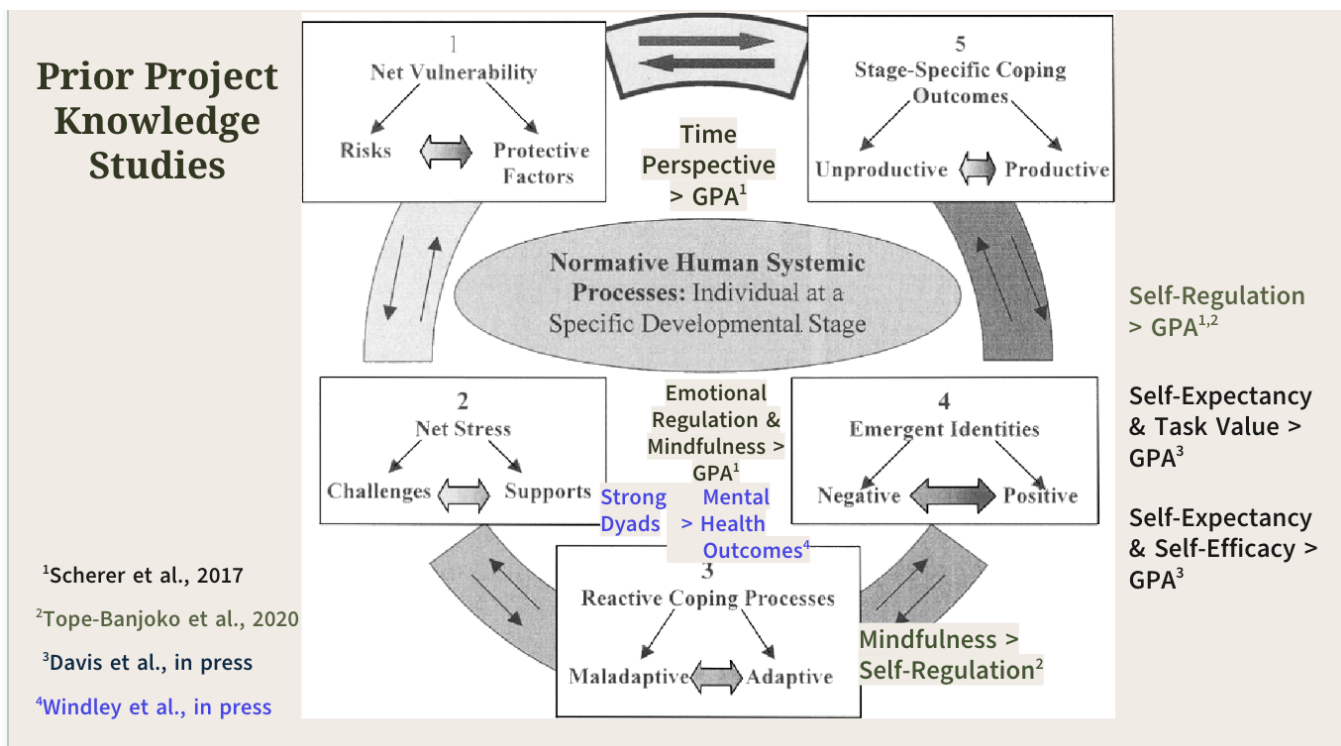 Prior Project
Knowledge
Studies
1
Net Vulnerability
Risks
Protective
Factors
5
Stage-Specific Coping
Outcomes
Unproductive
Productive
Time
Perspective
> GPA¹
Normative Human Systemic
Processes: Individual at a
Specific Developmental Stage
Self-Regulation
> GPA¹,²
2
Net Stress
Challenges
Supports
Emotional
Regulation &
Mindfulness >
GPA¹
4
Emergent Identities
Negative
Positive
Self-Expectancy
& Task Value >
GPA³
Strong
Dyads
Mental
> Health
Outcomes⁴
Self-Expectancy
& Self-Efficacy >
GPA³
3
Reactive Coping Processes
Maladaptive
Adaptive
Mindfulness >
Self-Regulation²
¹Scherer et al., 2017
²Tope-Banjoko et al., 2020
³Davis et al., in press
⁴Windley et al., in press